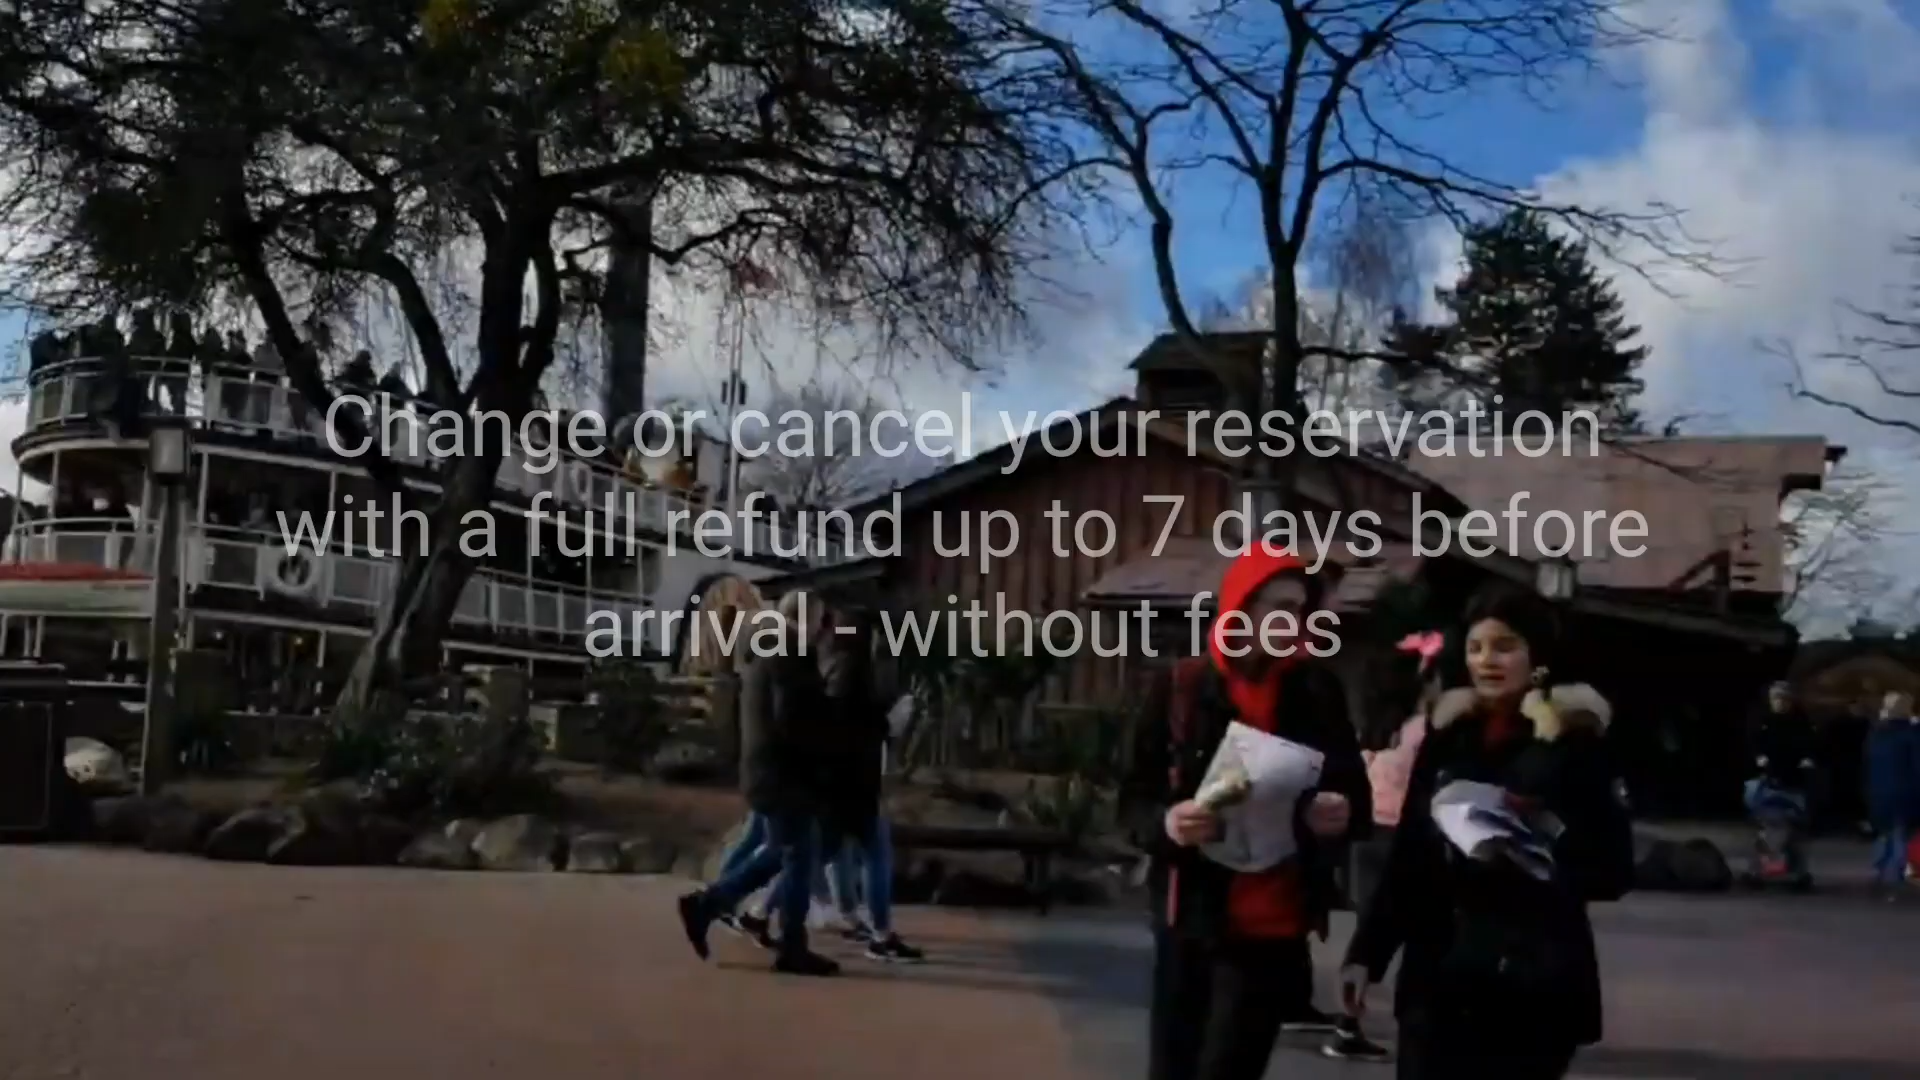 Change or cancel your reservation
with a full refund up to 7 days before
arrival - without fees